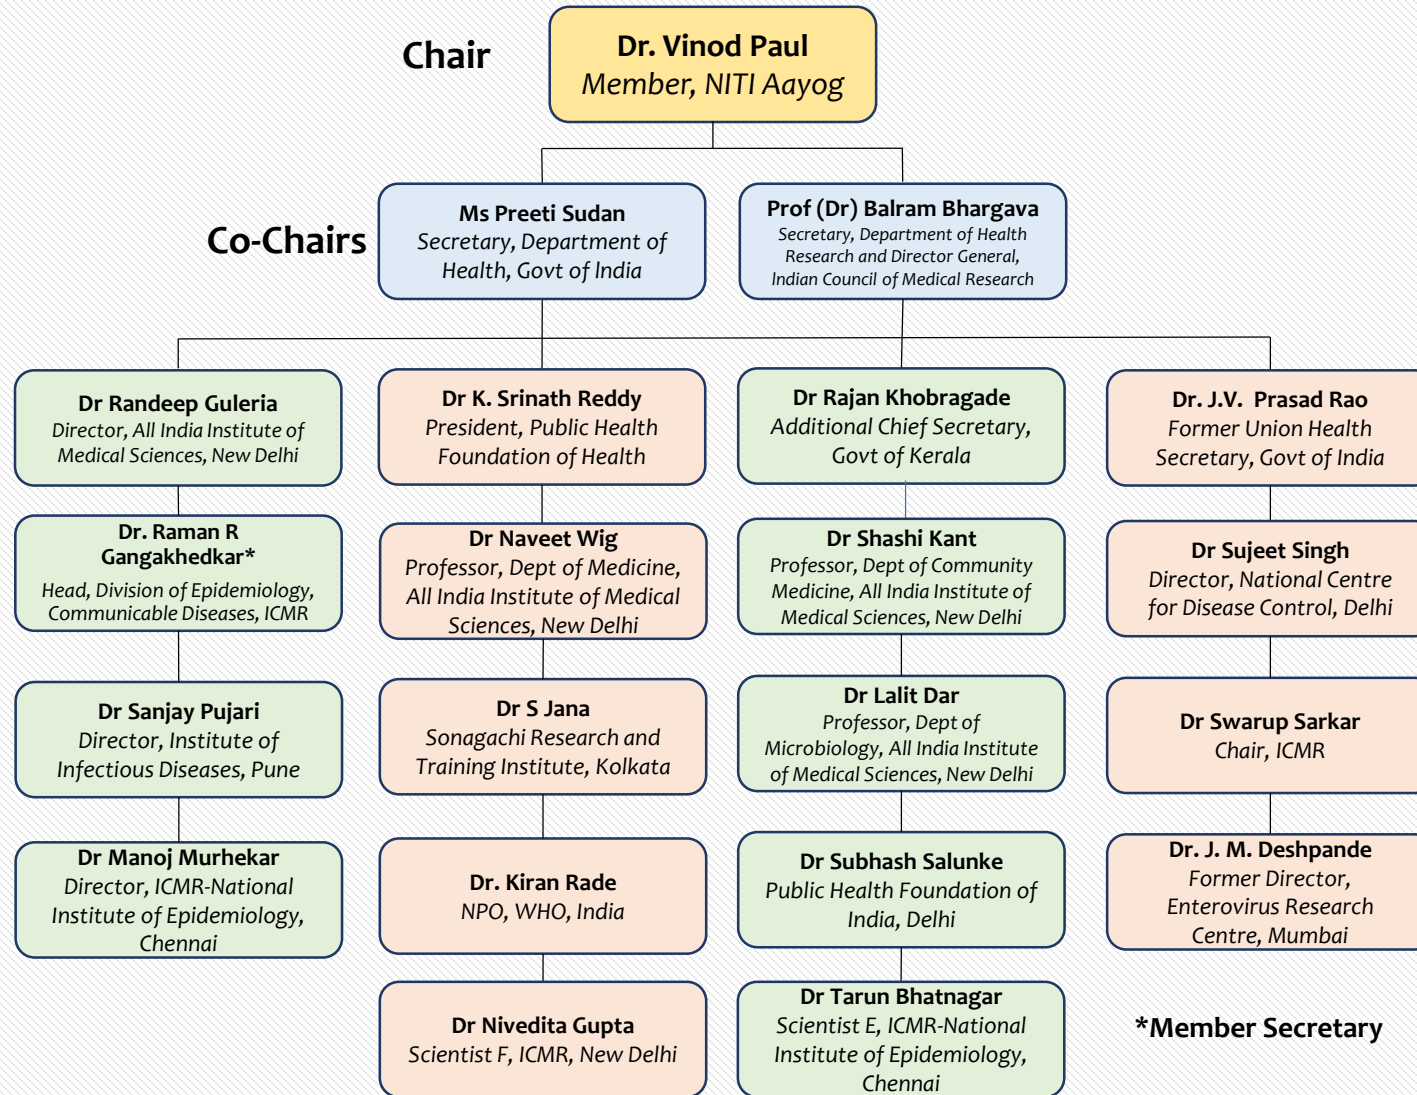 Chair
Dr. Vinod Paul
Member, NITI Aayog
Co-Chairs
Ms Preeti Sudan
Secretary, Department of
Health, Govt of India
Prof (Dr) Balram Bhargava
Secretary, Department of Health
Research and Director General,
Indian Council of Medical Research
Dr Randeep Guleria
Director, All India Institute of
Medical Sciences, New Delhi
Dr K. Srinath Reddy
President, Public Health
Foundation of Health
Dr Rajan Khobragade
Additional Chief Secretary,
Govt of Kerala
Dr. J.V. Prasad Rao
Former Union Health
Secretary, Govt of India
Dr. Raman R
Gangakhedkar*
Head, Division of Epidemiology,
Communicable Diseases, ICMR
Dr Naveet Wig
Professor, Dept of Medicine,
All India Institute of Medical
Sciences, New Delhi
Dr Shashi Kant
Professor, Dept of Community
Medicine, All India Institute of
Medical Sciences, New Delhi
Dr Sujeet Singh
Director, National Centre
for Disease Control, Delhi
Dr Sanjay Pujari
Director, Institute of
Infectious Diseases, Pune
Dr S Jana
Sonagachi Research and
Training Institute, Kolkata
Dr Lalit Dar
Professor, Dept of
Microbiology, All India Institute
of Medical Sciences, New Delhi
Dr Swarup Sarkar
Chair, ICMR
Dr Manoj Murhekar
Director, ICMR-National
Institute of Epidemiology,
Chennai
Dr. Kiran Rade
NPO, WHO, India
Dr Subhash Salunke
Public Health Foundation of
India, Delhi
Dr. J. M. Deshpande
Former Director,
Enterovirus Research
Centre, Mumbai
Dr Nivedita Gupta
Scientist F, ICMR, New Delhi
Dr Tarun Bhatnagar
Scientist E, ICMR-National
Institute of Epidemiology,
Chennai
*Member Secretary